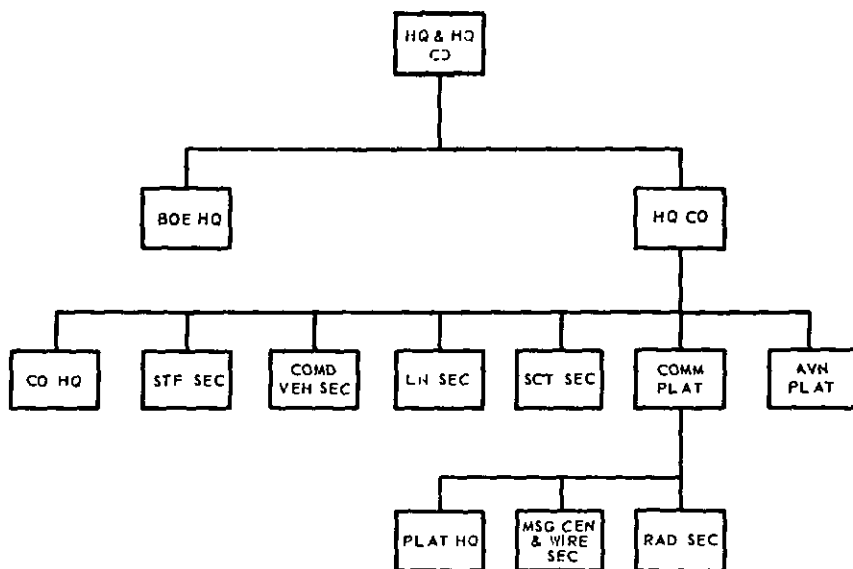 HQ & HQ
CO
BDE HQ
HQ CO
CO HQ
STF SEC
COMD
VEH SEC
LN SEC
SCT SEC
COMM
PLAT
AVN
PLAT
PLAT HQ
MSG CEN
& WIRE
SEC
RAD SEC